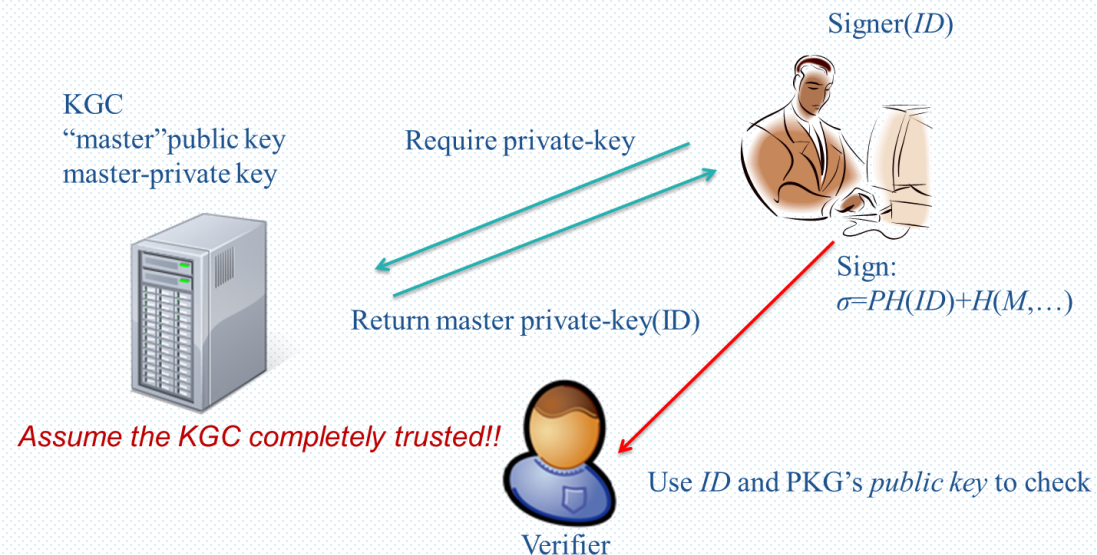 Signer(ID)
KGC
“master”public key
master-private key
Require private-key
Return master private-key(ID)
Sign:
σ=PH(ID)+H(M,…)
Assume the KGC completely trusted!!
Use ID and PKG’s public key to check
Verifier